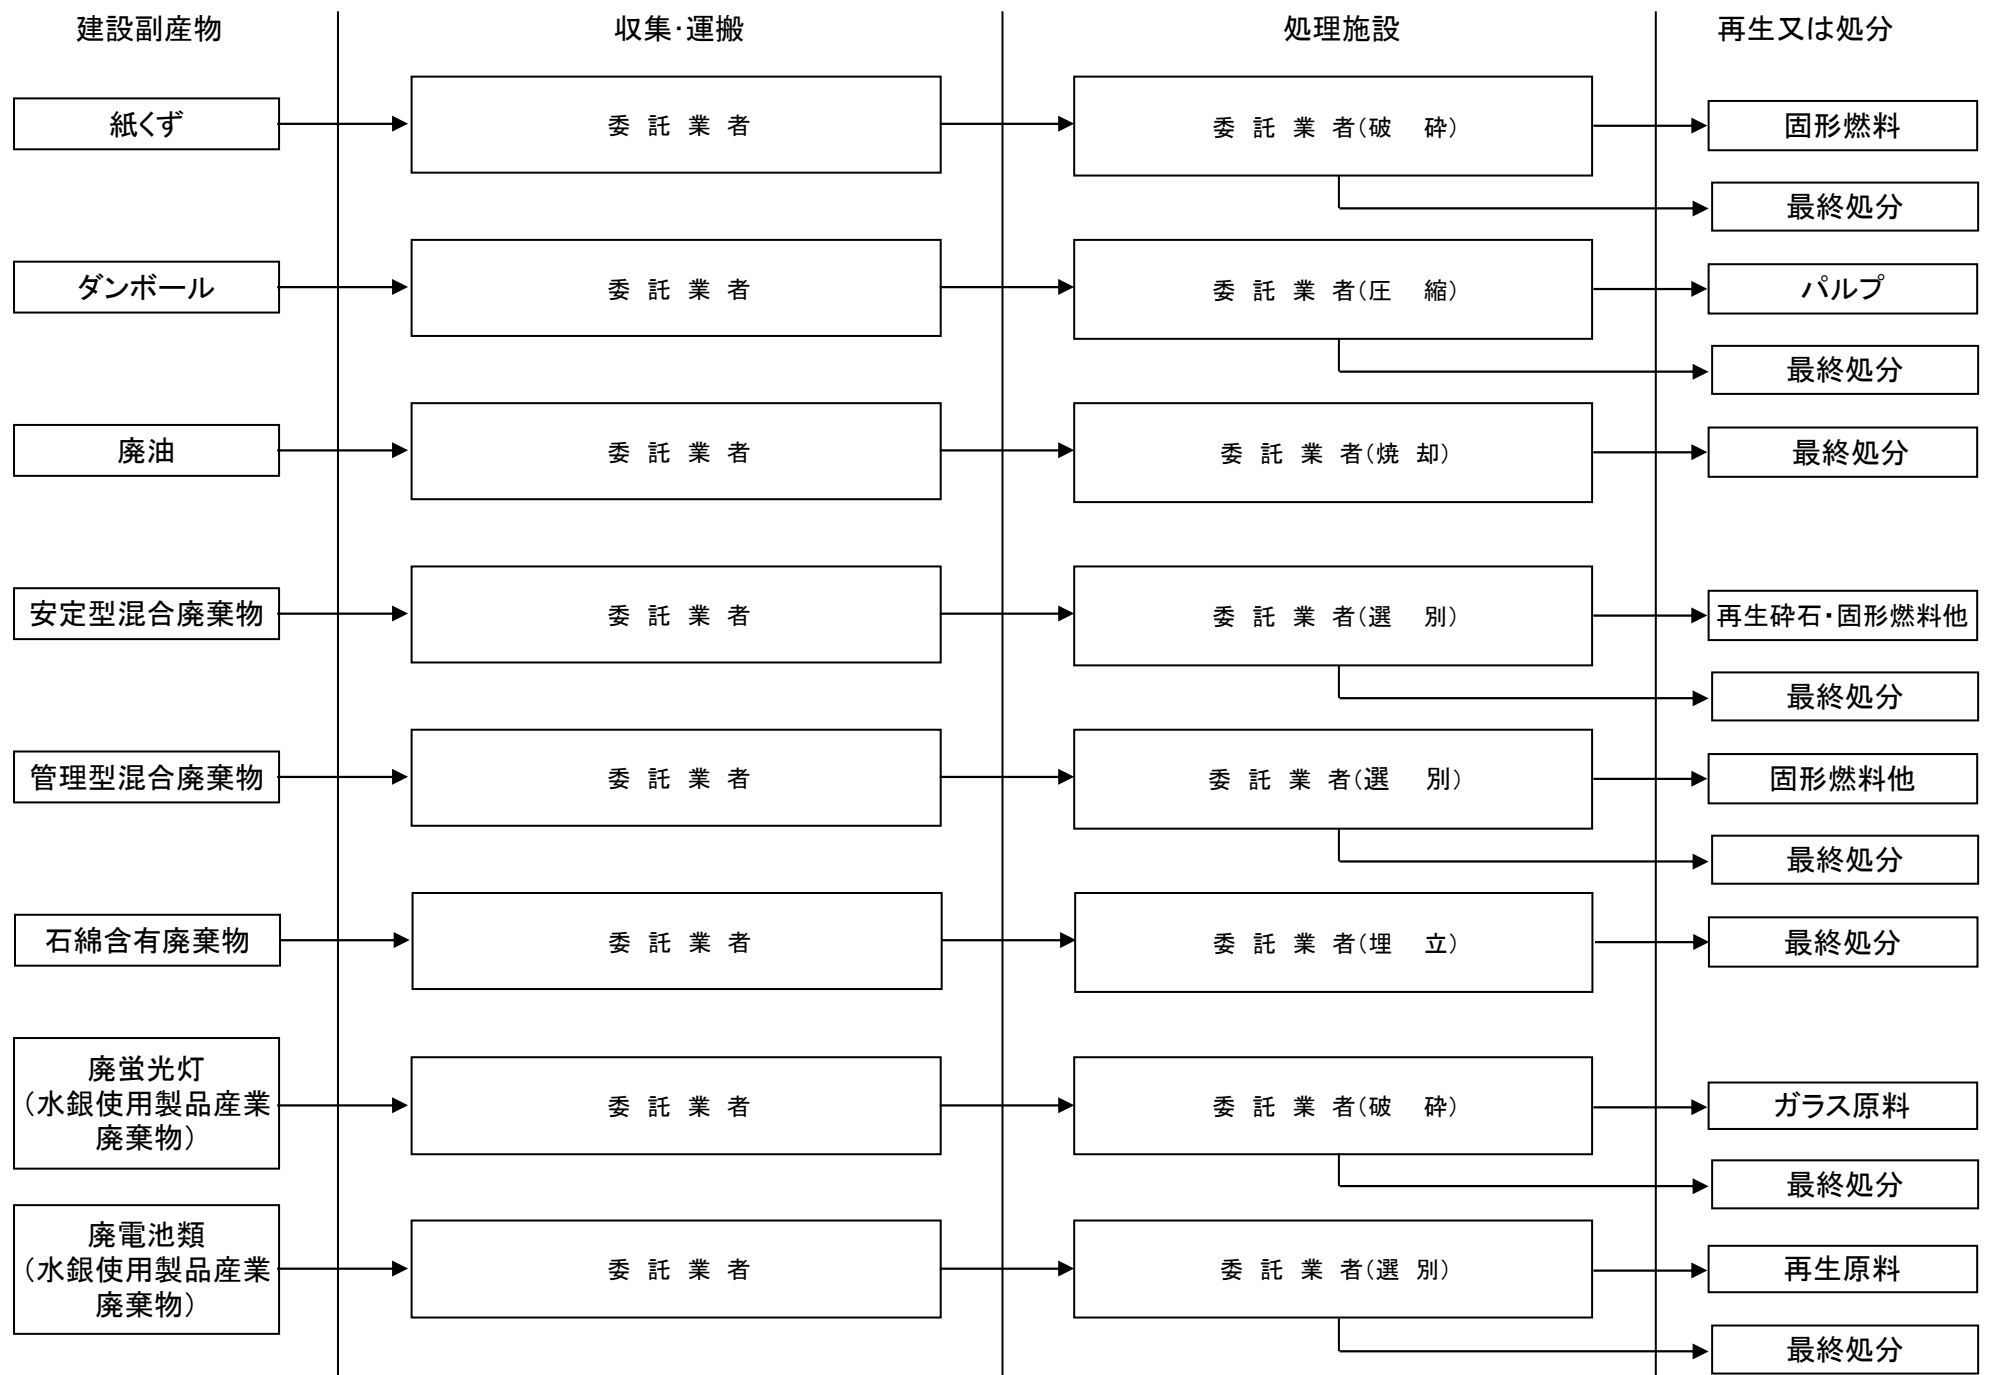 建設副産物
収集・運搬
処理施設
再生又は処分
紙くず
委 託 業 者
委 託 業 者(破 砕)
固形燃料
最終処分
ダンボール
委 託 業 者
委 託 業 者(圧 縮)
パルプ
最終処分
廃油
委 託 業 者
委 託 業 者(焼 却)
最終処分
安定型混合廃棄物
委 託 業 者
委 託 業 者(選 別)
再生砕石・固形燃料他
最終処分
管理型混合廃棄物
委 託 業 者
委 託 業 者(選 別)
固形燃料他
最終処分
石綿含有廃棄物
委 託 業 者
委 託 業 者(埋 立)
最終処分
廃蛍光灯
(水銀使用製品産業
廃棄物)
委 託 業 者
委 託 業 者(破 砕)
ガラス原料
最終処分
廃電池類
(水銀使用製品産業
廃棄物)
委 託 業 者
委 託 業 者(選 別)
再生原料
最終処分